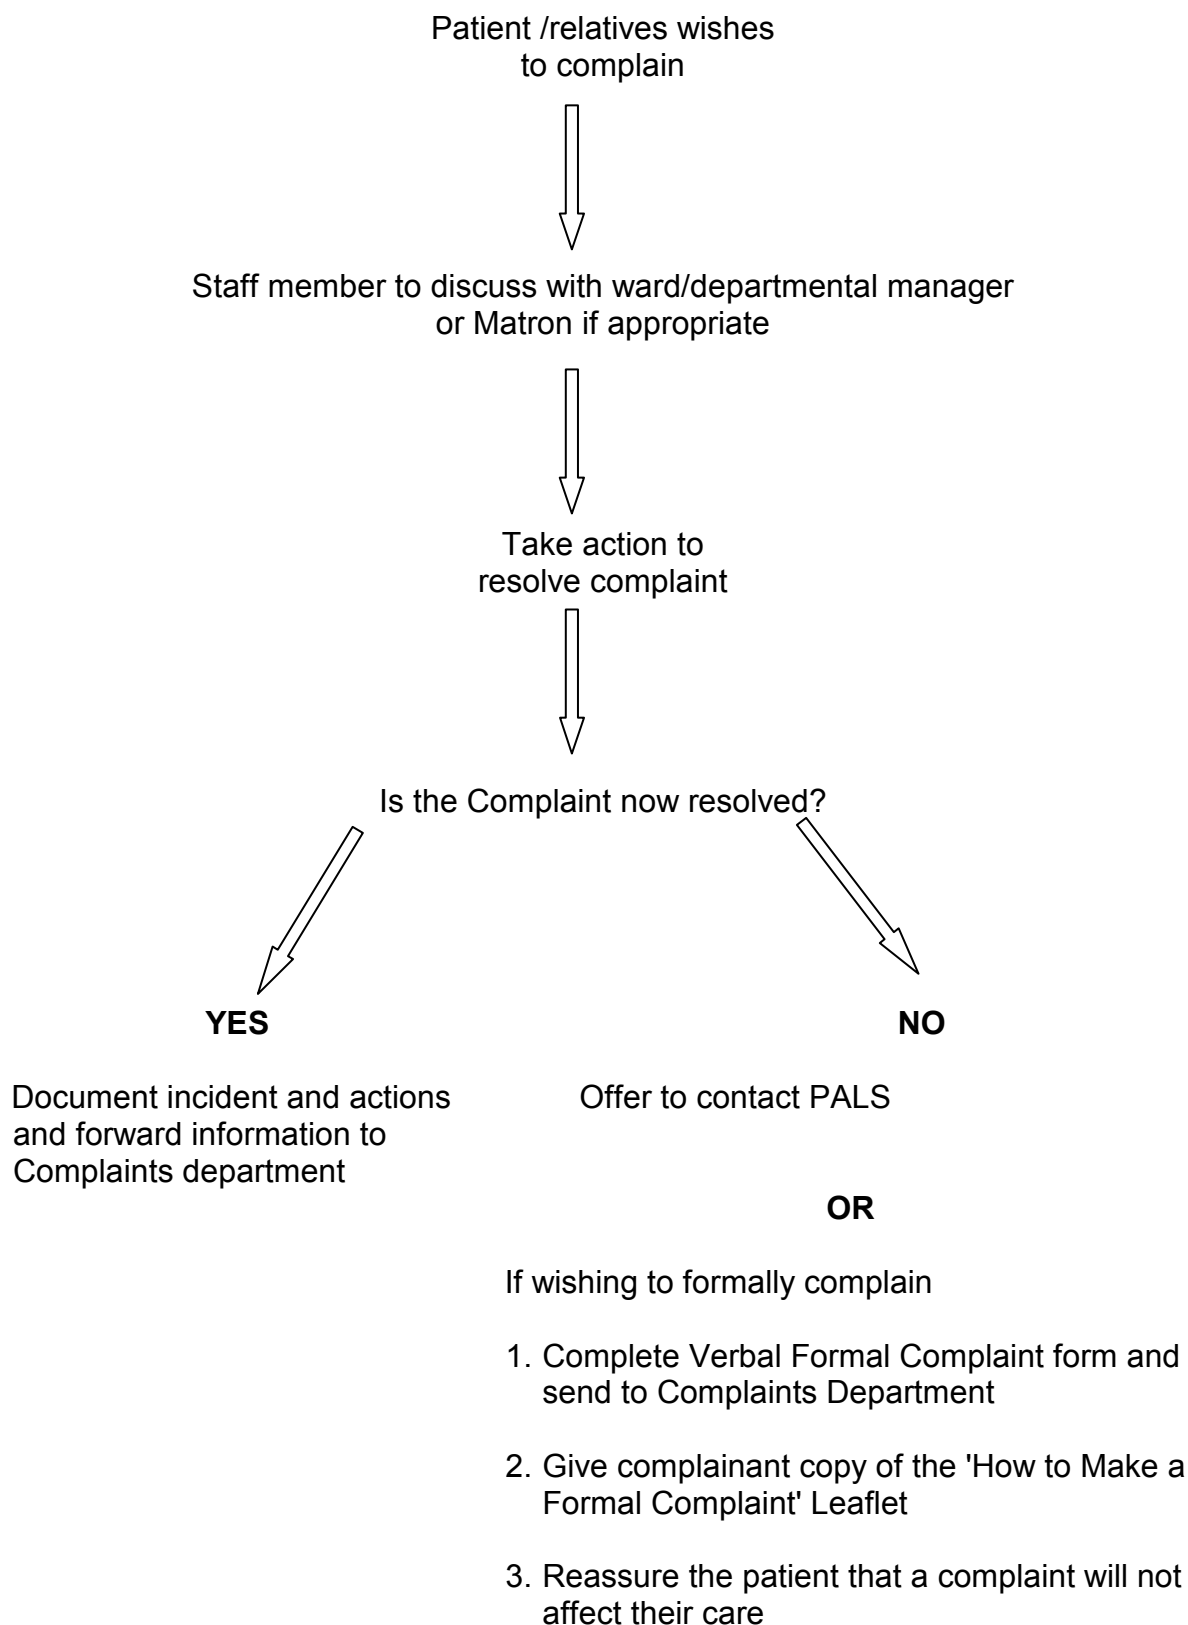 Patient /relatives wishes
to complain
Staff member to discuss with ward/departmental manager
or Matron if appropriate
Take action to
resolve complaint
Is the Complaint now resolved?
YES
NO
Document incident and actions
and forward information to
Complaints department
Offer to contact PALS
OR
If wishing to formally complain
1. Complete Verbal Formal Complaint form and
send to Complaints Department
2. Give complainant copy of the 'How to Make a
Formal Complaint' Leaflet
3. Reassure the patient that a complaint will not
affect their care